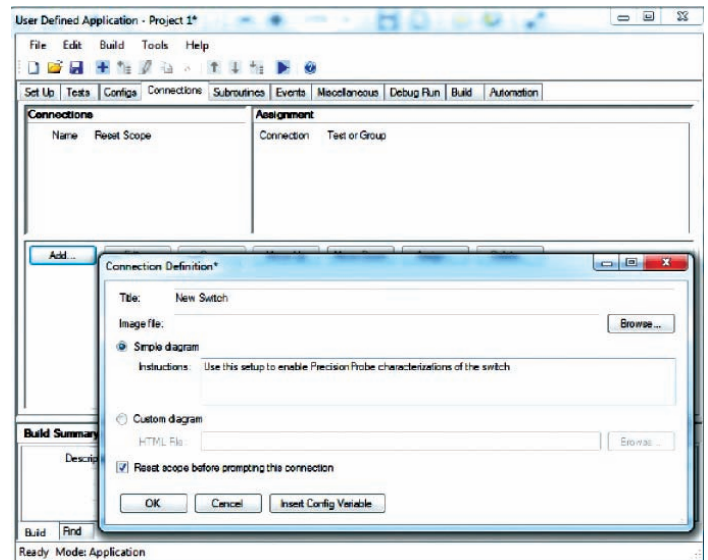 User Defined Application - Project 1*
File Edit Build Tools Help
Set Up Tests Configs Connections Subroutines Events Miscellaneous Debug Run Build Automation
Connections
Name Reset Scope
Assignment
Connection Test or Group
Add...
Connection Definition*
Title: New Switch
Image file:
Browse...
Simple diagram
Instructions: Use this setup to enable PrecisionProbe characterizations of the switch
Custom diagram
HTML File:
Browse...
Reset scope before prompting this connection
OK Cancel Insert Config Variable
Build Summary
Descrip
Build Find
Ready Mode: Application